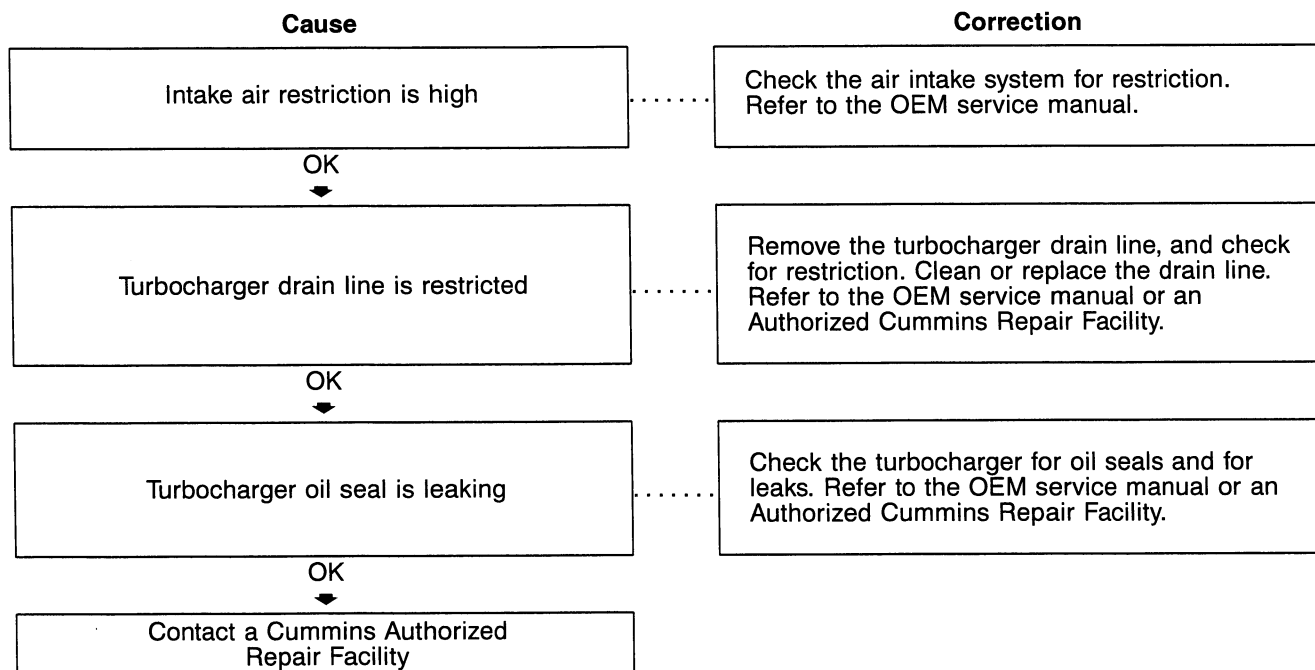 Cause
Correction
Intake air restriction is high
Check the air intake system for restriction.
Refer to the OEM service manual.
OK
Turbocharger drain line is restricted
Remove the turbocharger drain line, and check
for restriction. Clean or replace the drain line.
Refer to the OEM service manual or an
Authorized Cummins Repair Facility.
OK
Turbocharger oil seal is leaking
Check the turbocharger for oil seals and for
leaks. Refer to the OEM service manual or an
Authorized Cummins Repair Facility.
OK
Contact a Cummins Authorized
Repair Facility